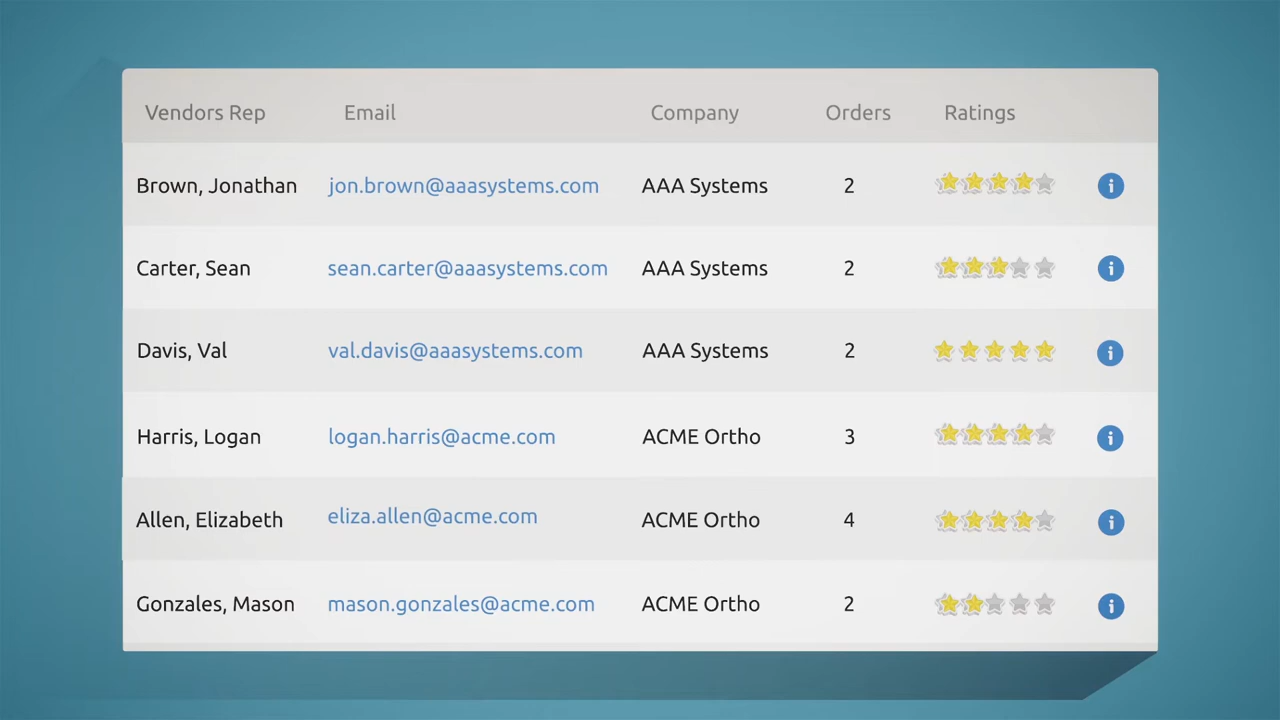 Vendors Rep Email Company Orders Ratings
Brown, Jonathan jon.brown@aaasystems.com AAA Systems 2
Carter, Sean sean.carter@aaasystems.com AAA Systems 2
Davis, Val val.davis@aaasystems.com AAA Systems 2
Harris, Logan logan.harris@acme.com ACME Ortho 3
Allen, Elizabeth eliza.allen@acme.com ACME Ortho 4
Gonzales, Mason mason.gonzales@acme.com ACME Ortho 2